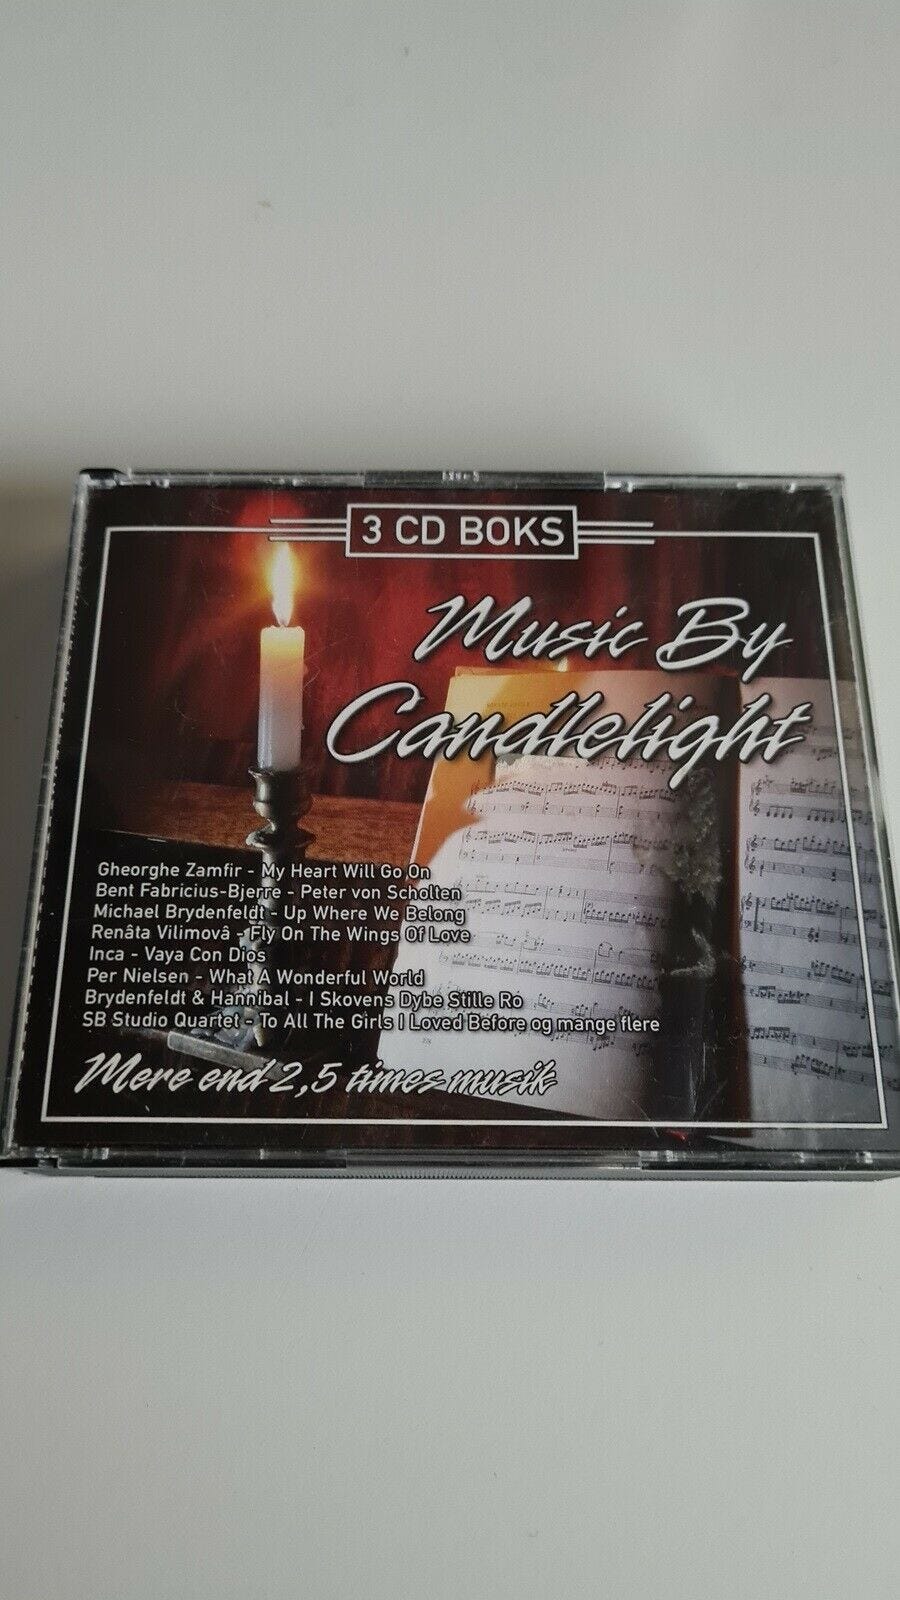 3 CD BOKS
Music By
Candlelight
Gheorghe Zamfir - My Heart Will Go On
Bent Fabricius-Bjerre - Peter von Scholten
Michael Brydenfeldt - Up Where We Belong
Renâta Vilimovâ - Fly On The Wings Of Love
Inca - Vaya Con Dios
Per Nielsen - What A Wonderful World
Brydenfeldt & Hannibal - I Skovens Dybe Stille Ro
SB Studio Quartet - To All The Girls I Loved Before og mange flere
Mere end 2,5 times musik